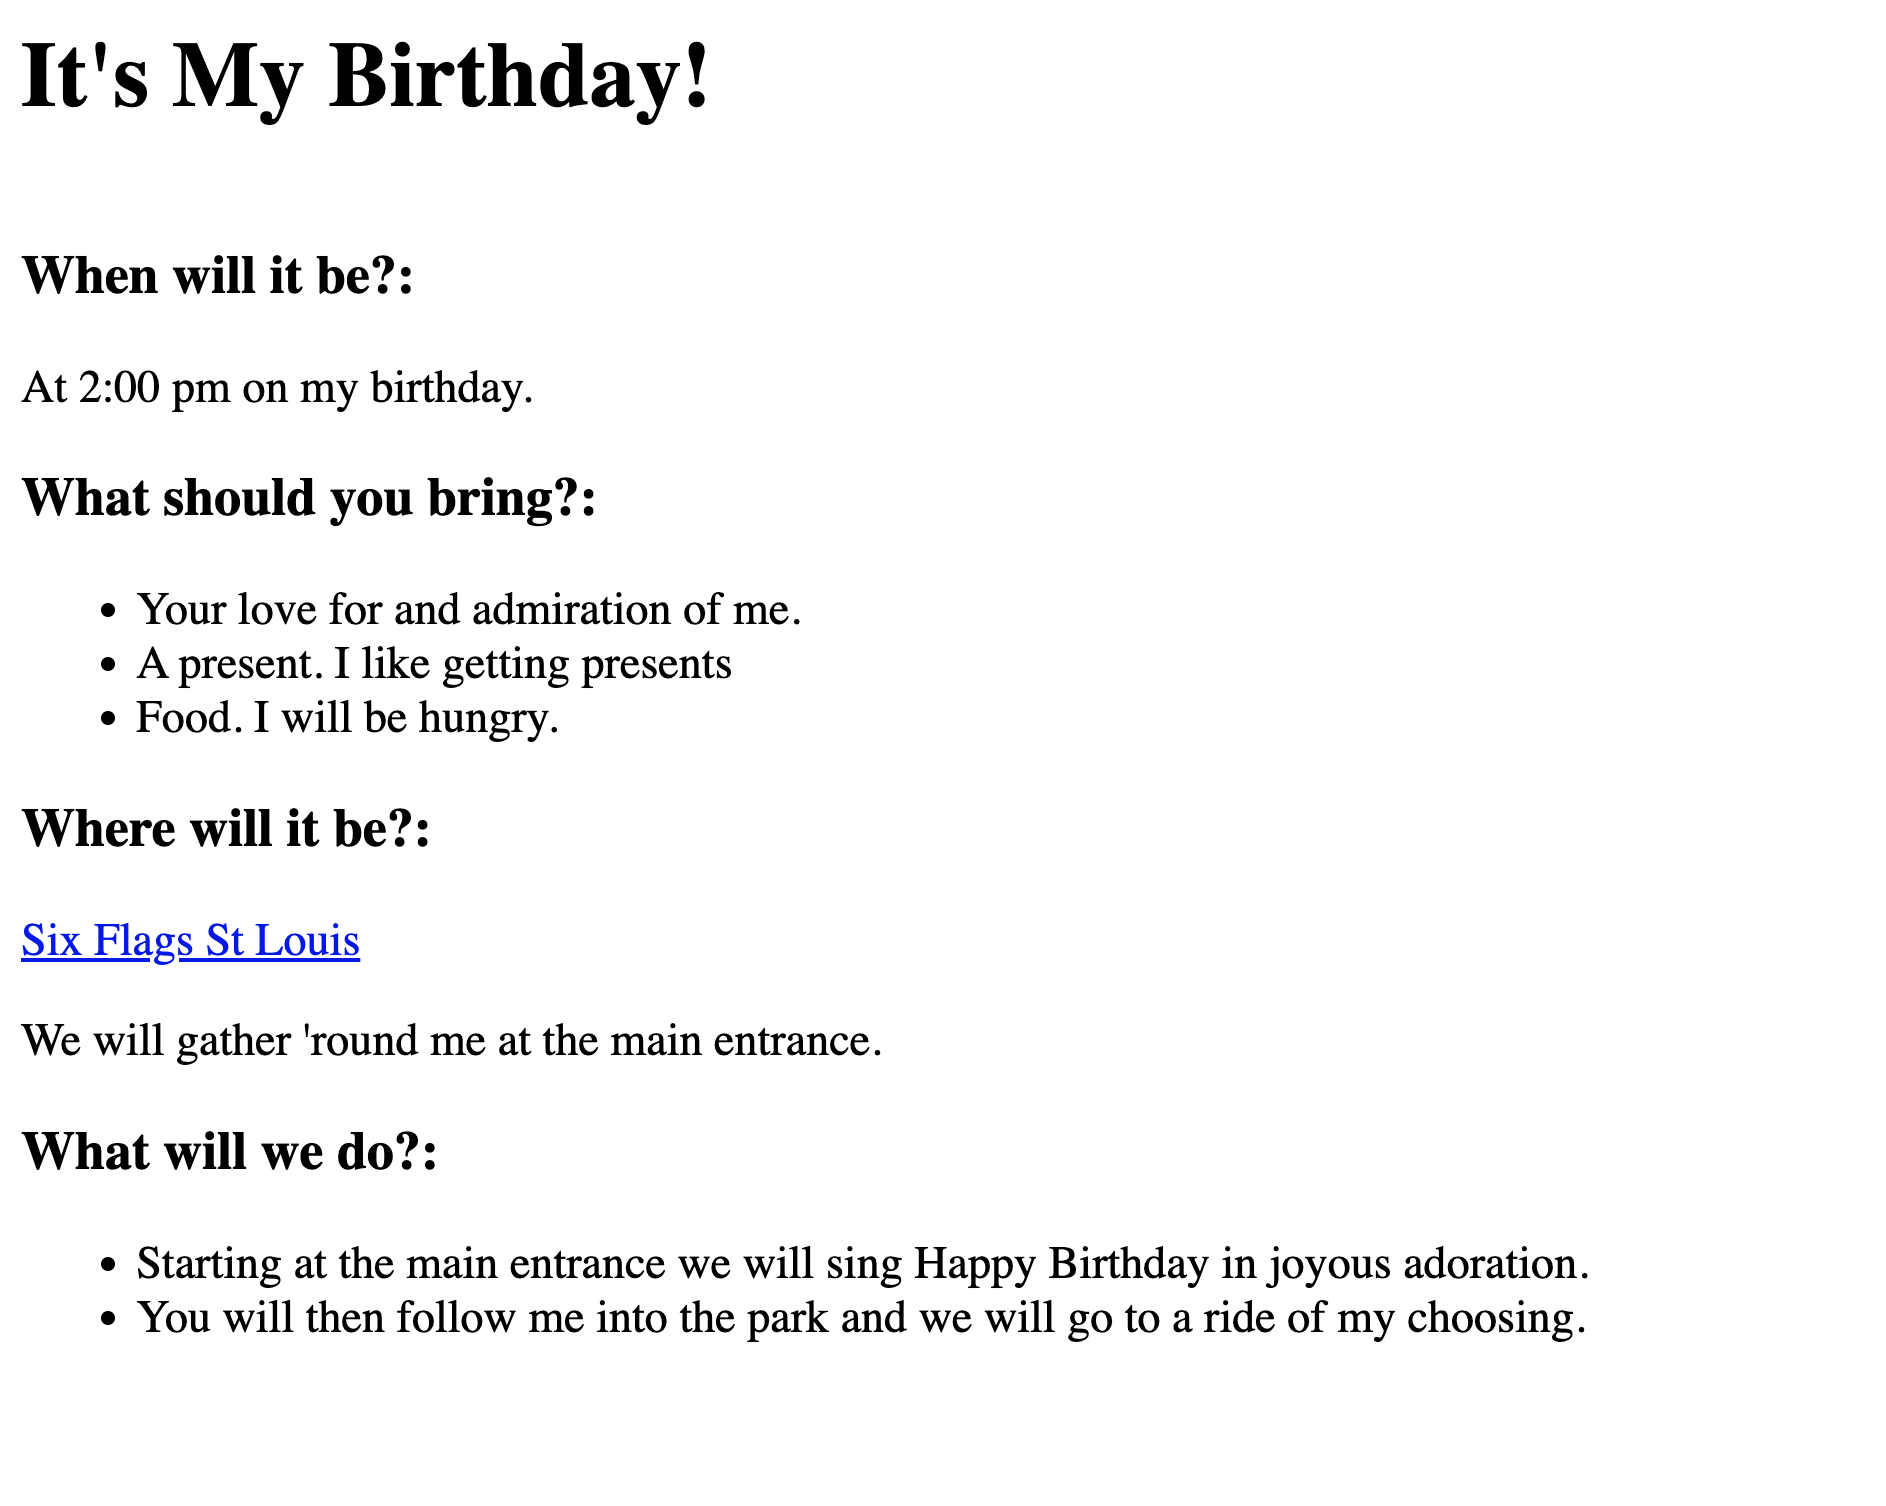 It's My Birthday!
When will it be?:
At 2:00 pm on my birthday.
What should you bring?:
Your love for and admiration of me.
A present. I like getting presents
Food. I will be hungry.
Where will it be?:
Six Flags St Louis
We will gather 'round me at the main entrance.
What will we do?:
Starting at the main entrance we will sing Happy Birthday in joyous adoration.
You will then follow me into the park and we will go to a ride of my choosing.